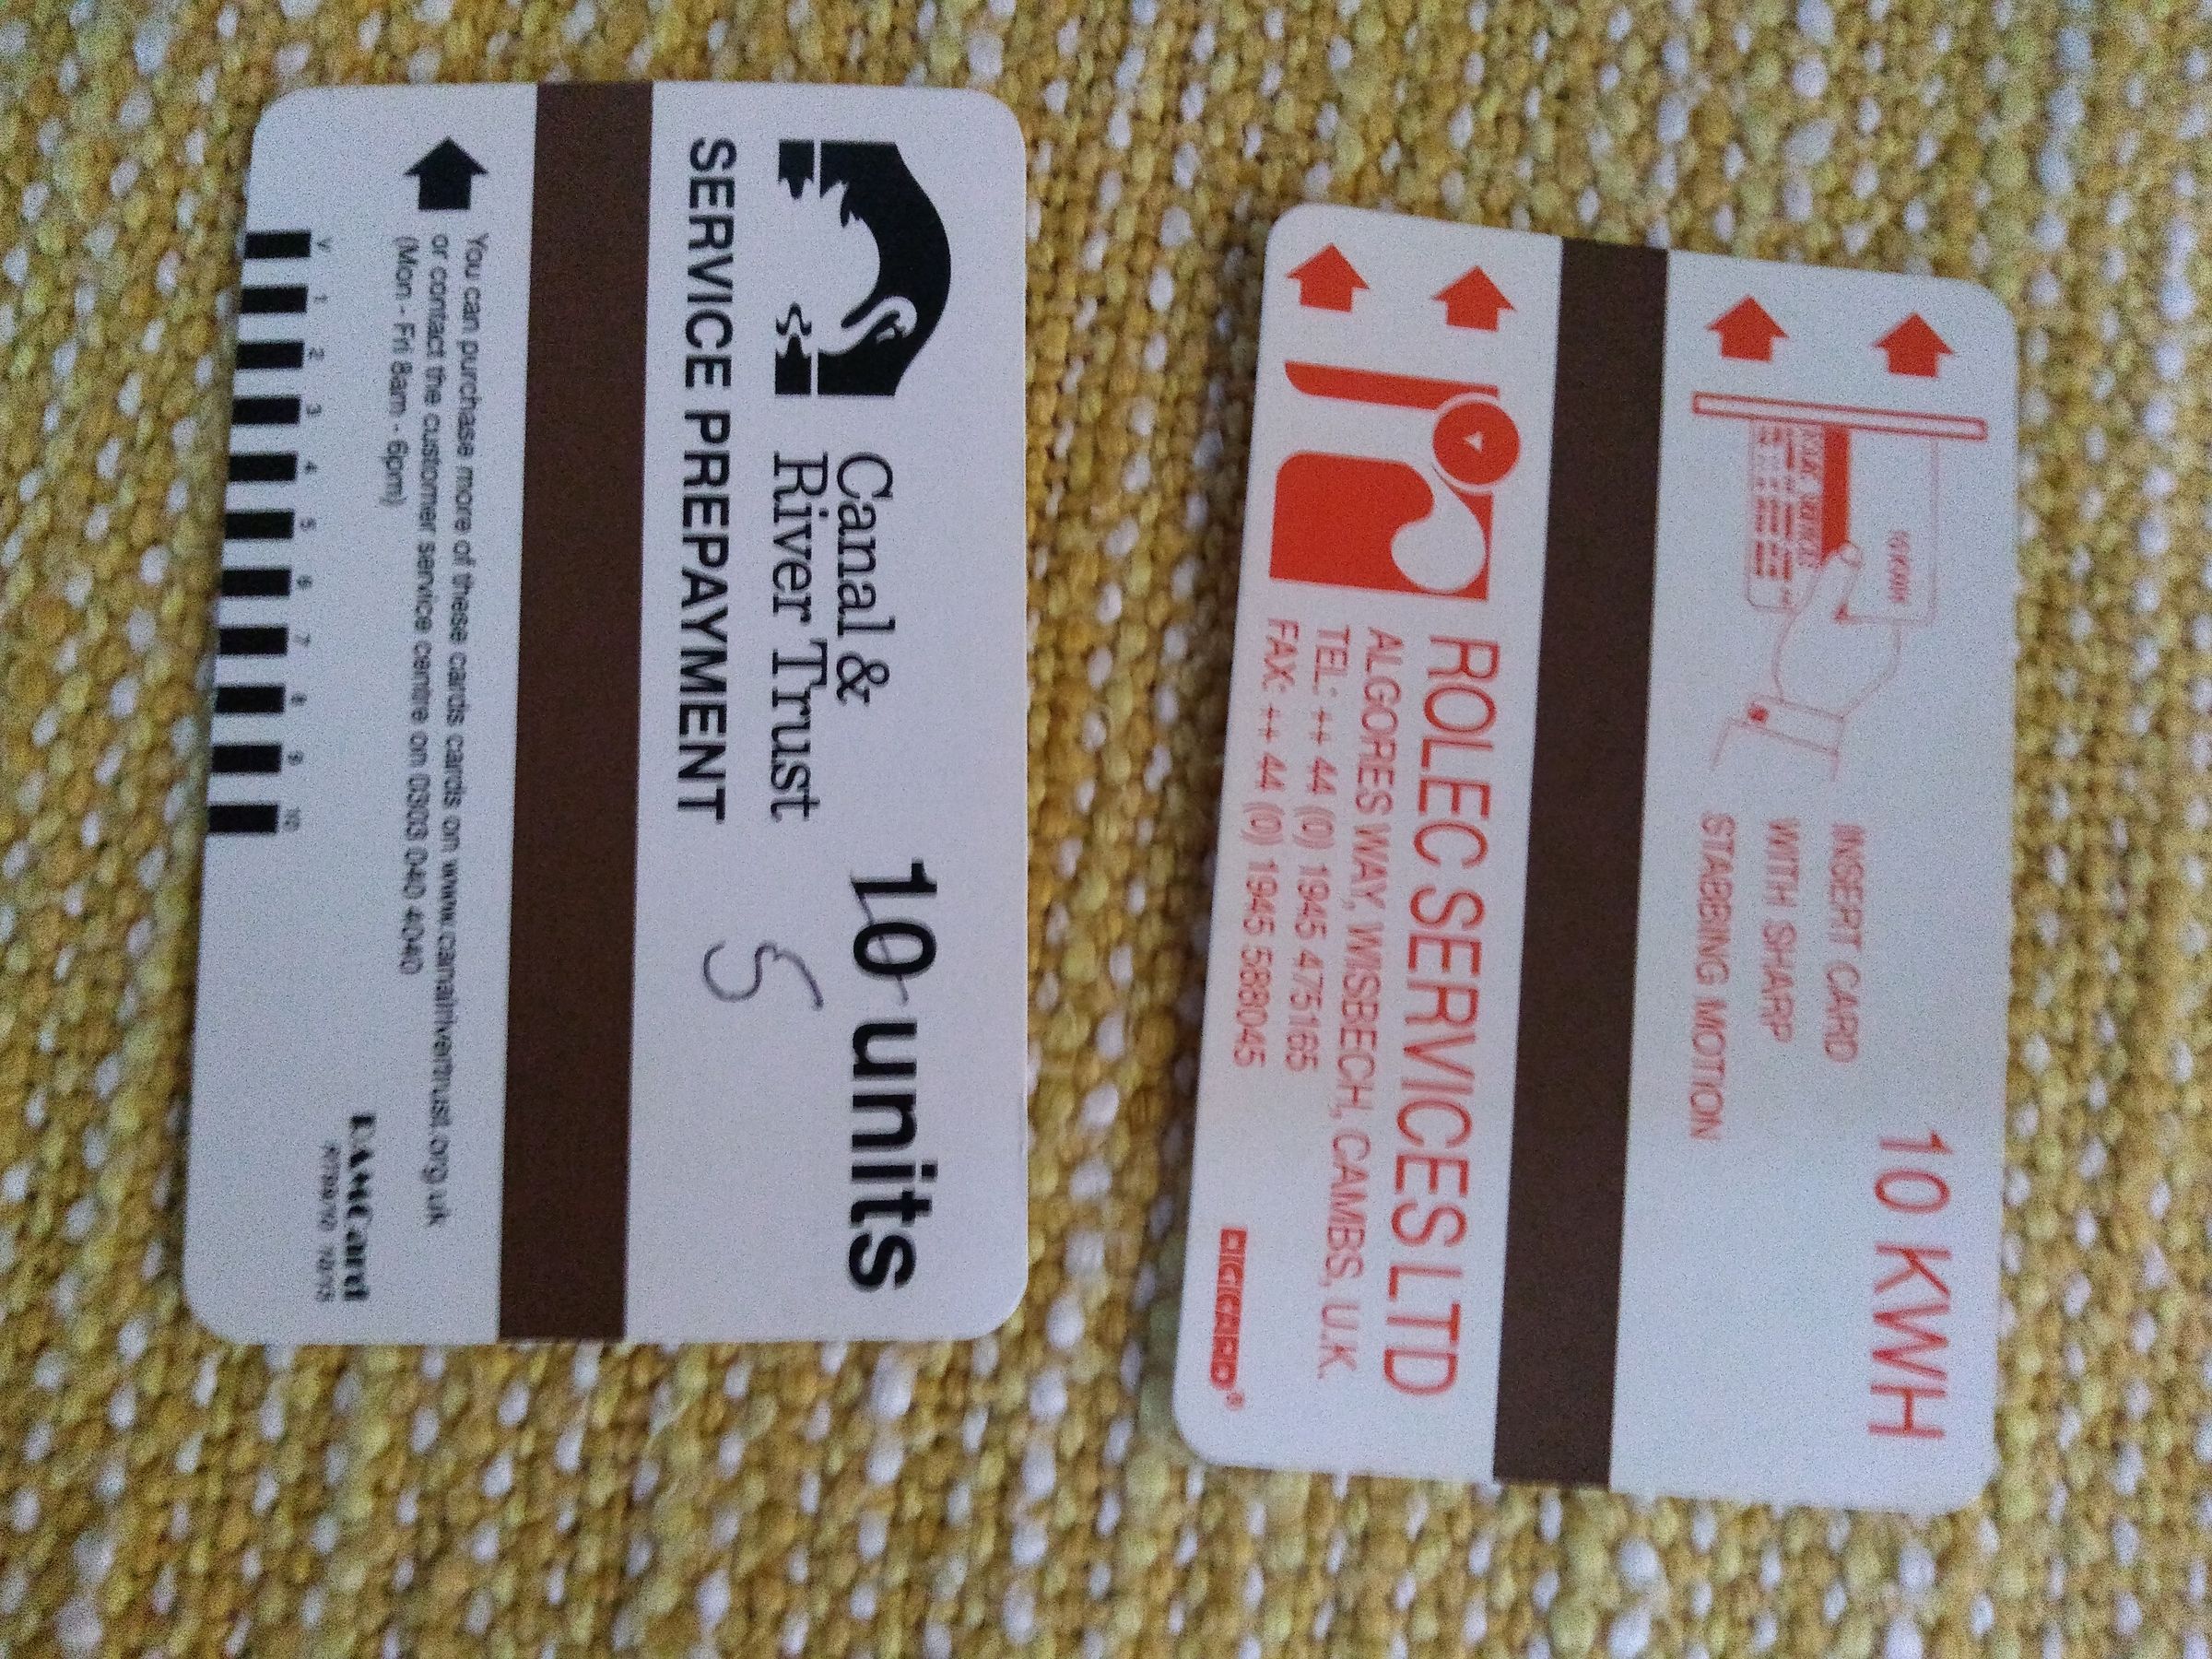 Canal &
River Trust
SERVICE PREPAYMENT
10 units
5
You can purchase more of these cards cards on www.canalrivertrust.org.uk
or contact the customer service centre on 0303 040 4040
(Mon - Fri 8am - 6pm)
V 1 2 3 4 5 6 7 8 9 10
DAMCard
10 KWH
INSERT CARD
WITH SHARP
STABBING MOTION
ROLEC SERVICES LTD
ALGORES WAY, WISBECH, CAMBS, U.K.
TEL: ++ 44 (0) 1945 475165
FAX: ++ 44 (0) 1945 588045
DIGICARD®